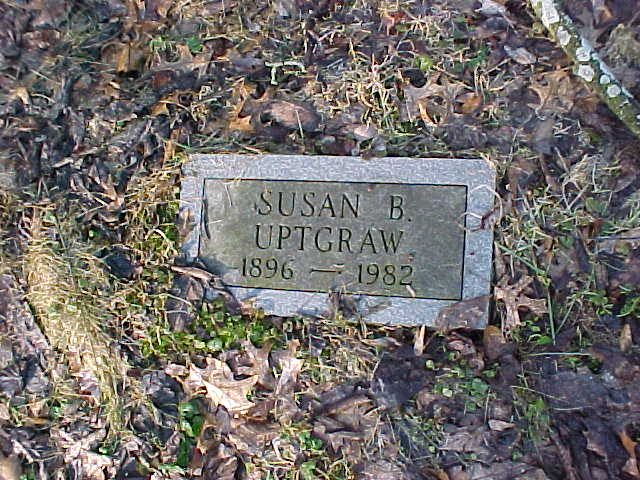 SUSAN B.
UPTGRAW
1896 — 1982